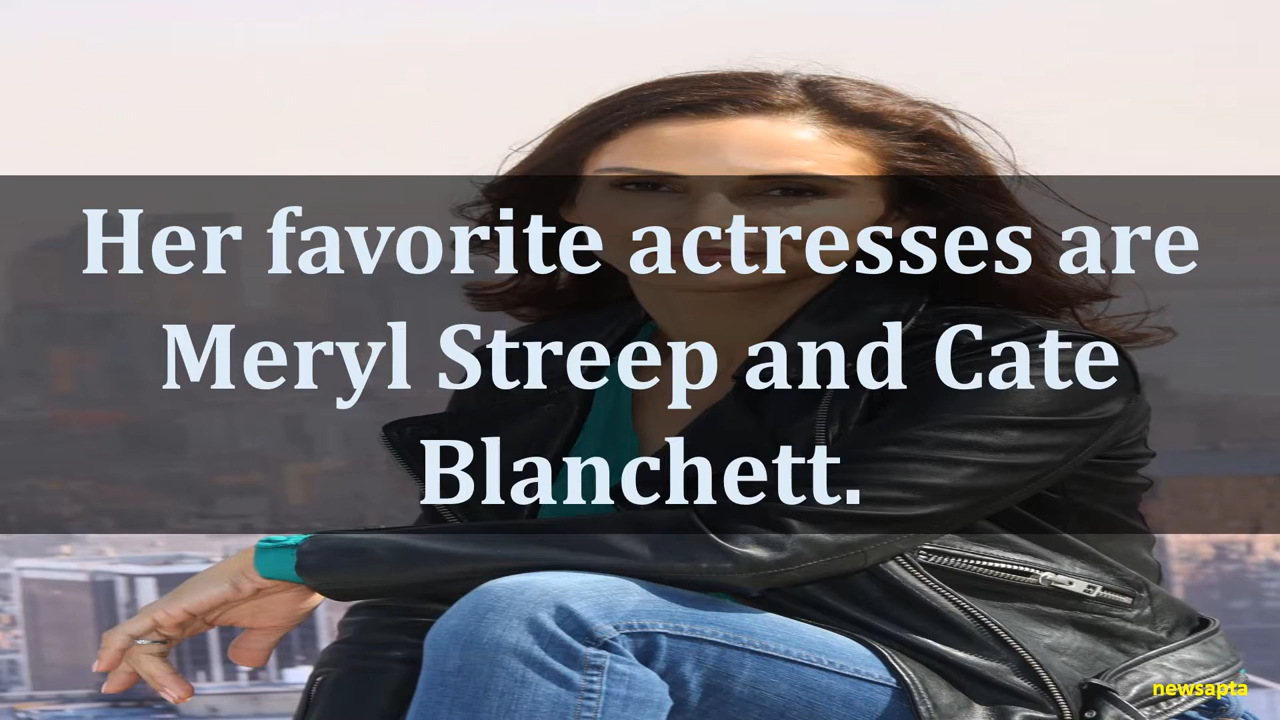 Her favorite actresses are
Meryl Streep and Cate
Blanchett.
newsapta